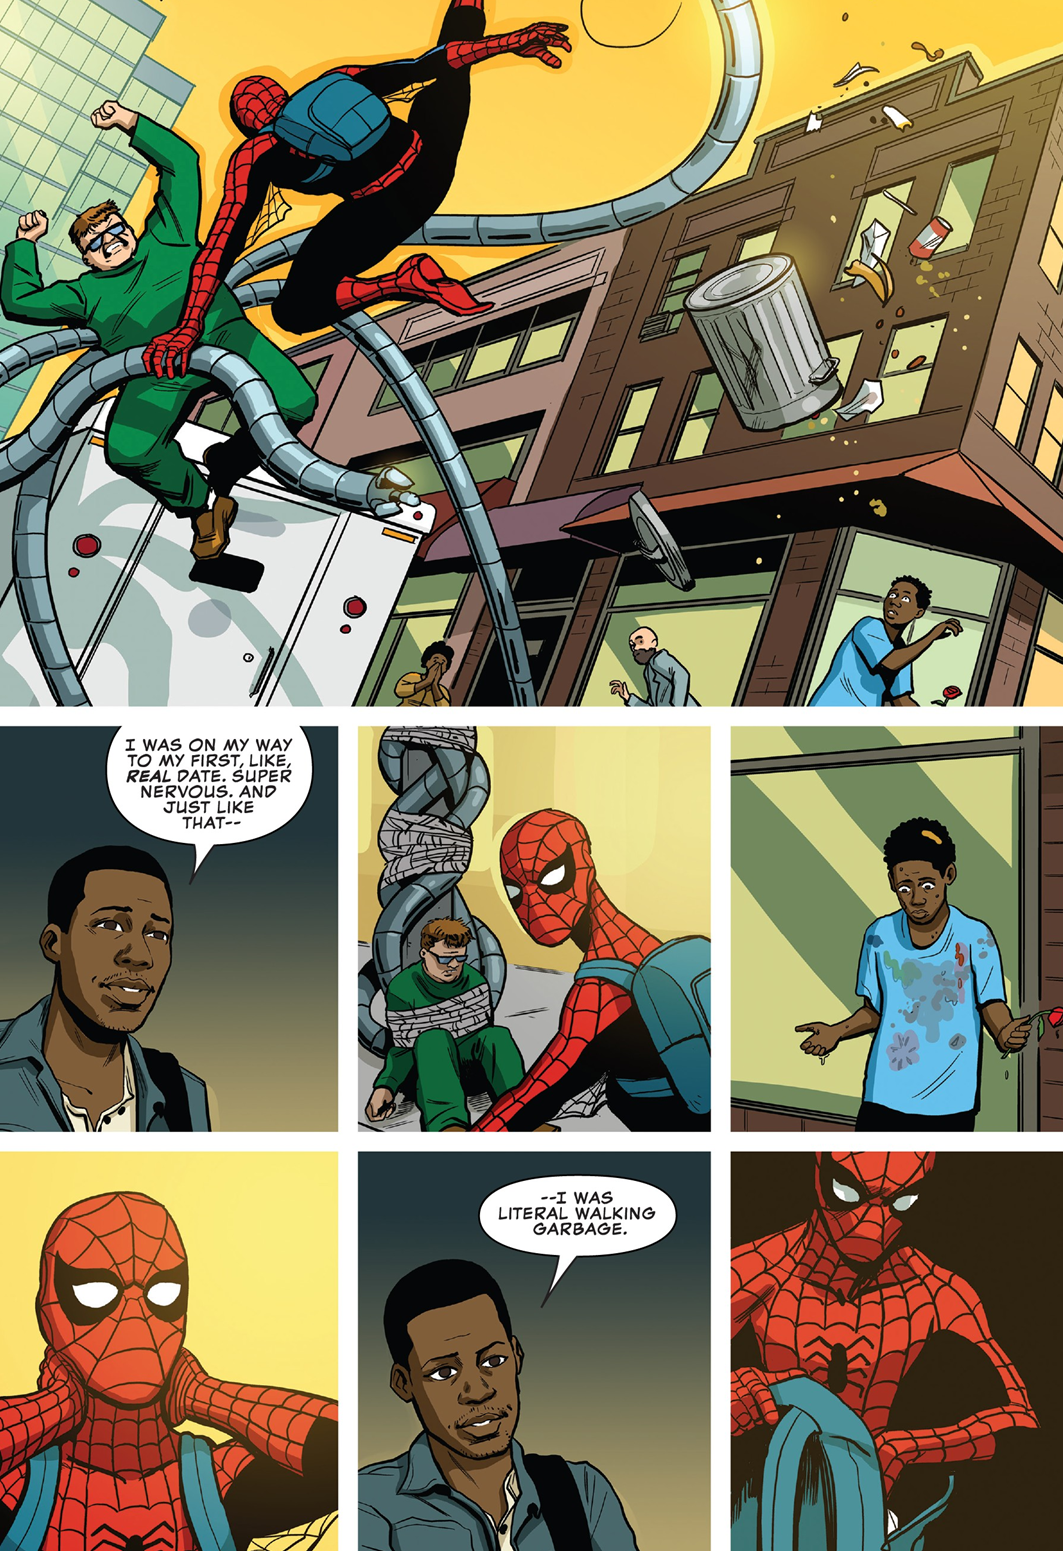 I WAS ON MY WAY
TO MY FIRST, LIKE,
REAL DATE. SUPER
NERVOUS. AND
JUST LIKE
THAT--
--I WAS
LITERAL WALKING
GARBAGE.